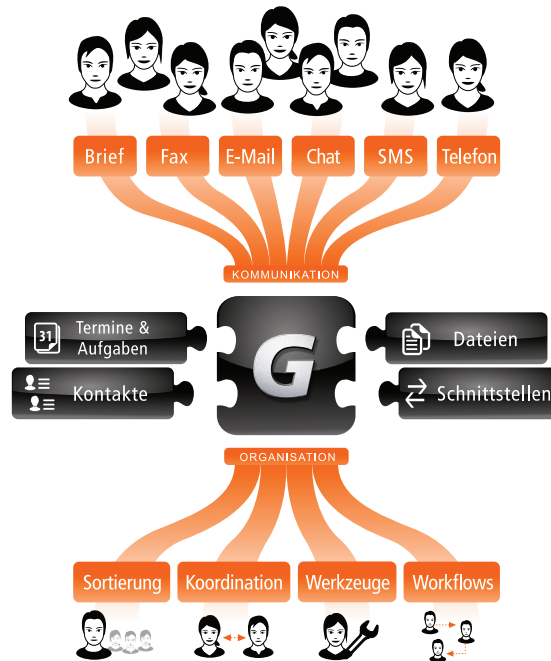 Brief
Fax
E-Mail
Chat
SMS
Telefon
KOMMUNIKATION
31
Termine &
Aufgaben
Kontakte
G
Dateien
Schnittstellen
ORGANISATION
Sortierung
Koordination
Werkzeuge
Workflows